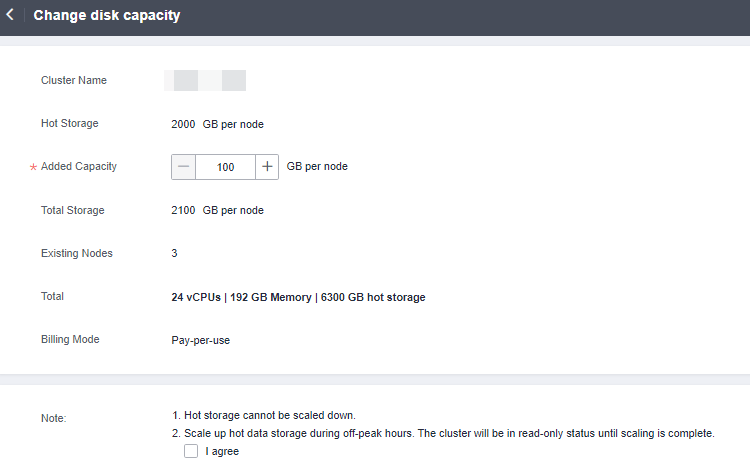 Change disk capacity
Cluster Name
Hot Storage 2000 GB per node
* Added Capacity — 100 + GB per node
Total Storage 2100 GB per node
Existing Nodes 3
Total 24 vCPUs | 192 GB Memory | 6300 GB hot storage
Billing Mode Pay-per-use
Note: 1. Hot storage cannot be scaled down.
2. Scale up hot data storage during off-peak hours. The cluster will be in read-only status until scaling is complete.
I agree